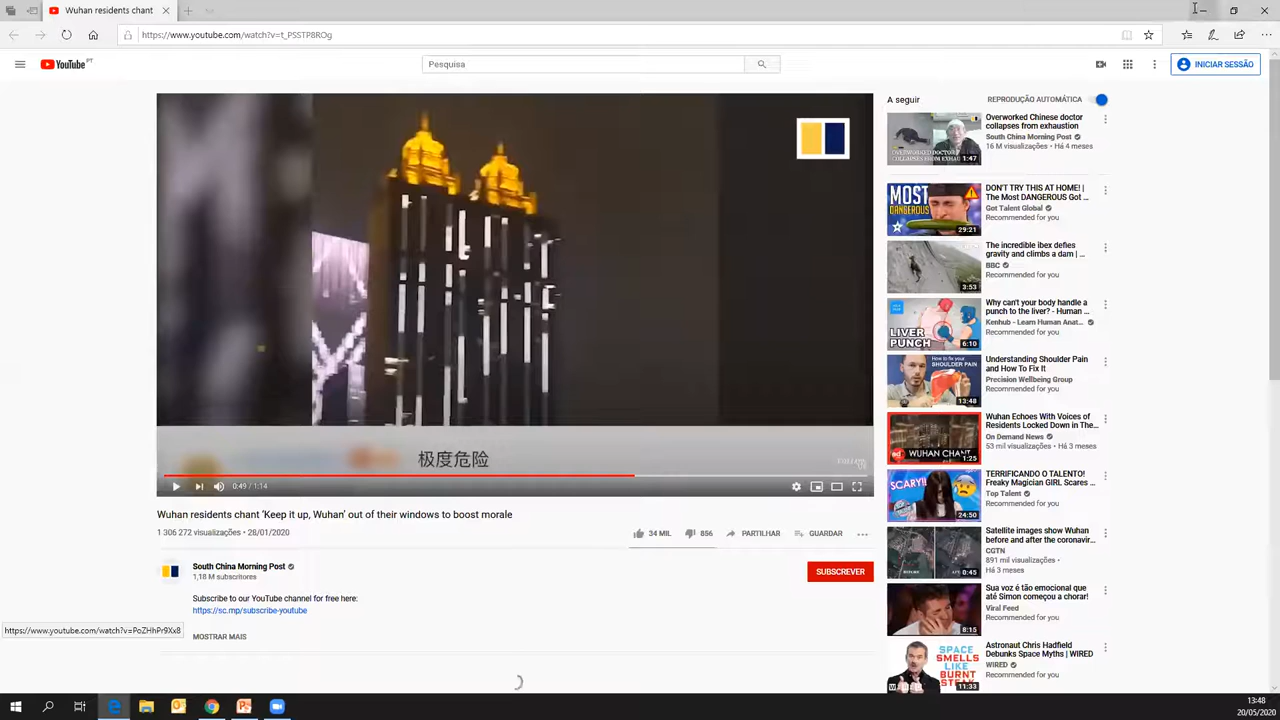 Wuhan residents chant
https://www.youtube.com/watch?v=t_PSSTP8ROg
YouTube PT
Pesquisa
INICIAR SESSÃO
极度危险
0:49 / 1:14
Wuhan residents chant 'Keep it up, Wuhan' out of their windows to boost morale
1 306 272 visualizações • 28/01/2020
34 MIL
856
PARTILHAR
GUARDAR
South China Morning Post
1,18 M subscritores
SUBSCREVER
Subscribe to our YouTube channel for free here:
https://sc.mp/subscribe-youtube
MOSTRAR MAIS
https://www.youtube.com/watch?v=PoZHhPr9Xx8
A seguir
REPRODUÇÃO AUTOMÁTICA
1:47
Overworked Chinese doctor
collapses from exhaustion
South China Morning Post
16 M visualizações • Há 4 meses
MOST
DANGEROUS
29:21
DON'T TRY THIS AT HOME! |
The Most DANGEROUS Got ...
Got Talent Global
Recommended for you
3:53
The incredible ibex defies
gravity and climbs a dam | ...
BBC
Recommended for you
LIVER
PUNCH
6:10
Why can't your body handle a
punch to the liver? - Human ...
Kenhub - Learn Human Anat...
Recommended for you
How to fix your
SHOULDER PAIN
13:48
Understanding Shoulder Pain
and How To Fix It
Precision Wellbeing Group
Recommended for you
WUHAN CHANT
1:25
Wuhan Echoes With Voices of
Residents Locked Down in The...
On Demand News
53 mil visualizações • Há 3 meses
SCARY!!
24:50
TERRIFICANDO O TALENTO!
Freaky Magician GIRL Scares ...
Top Talent
Recommended for you
0:45
Satellite images show Wuhan
before and after the coronavir...
CGTN
891 mil visualizações •
Há 3 meses
8:15
Sua voz é tão emocional que
até Simon começou a chorar!
Viral Feed
Recommended for you
SPACE
SMELLS
LIKE
BURNT
STEAK
11:33
Astronaut Chris Hadfield
Debunks Space Myths | WIRED
WIRED
Recommended for you
13:48
20/05/2020